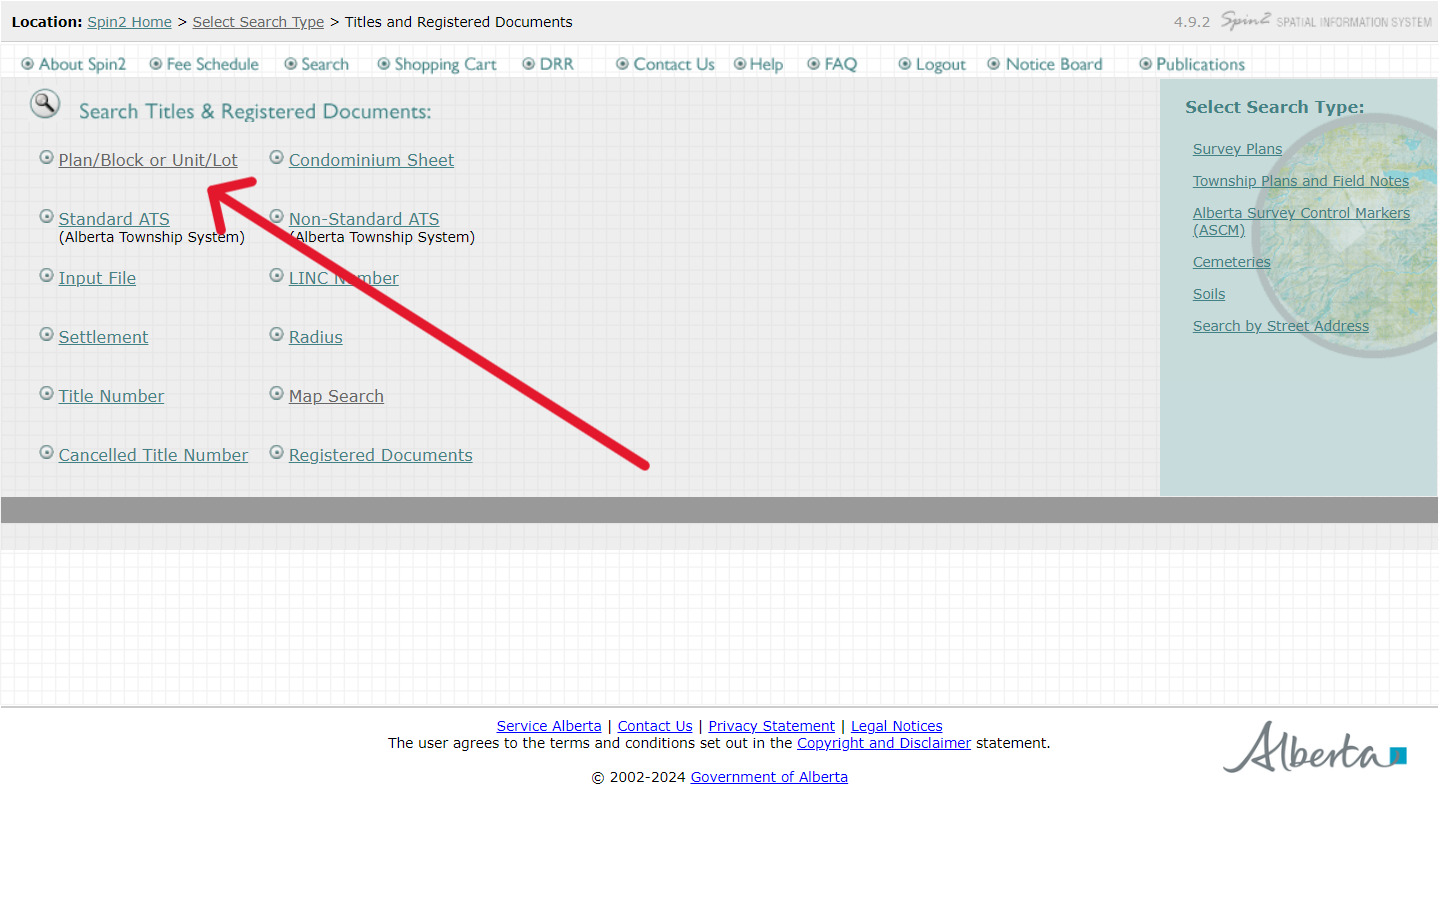 Location: Spin2 Home > Select Search Type > Titles and Registered Documents
4.9.2 Spin2 SPATIAL INFORMATION SYSTEM
About Spin2 Fee Schedule Search Shopping Cart DRR Contact Us Help FAQ Logout Notice Board Publications
Search Titles & Registered Documents:
Plan/Block or Unit/Lot Condominium Sheet
Standard ATS Non-Standard ATS
(Alberta Township System) (Alberta Township System)
Input File LINC Number
Settlement Radius
Title Number Map Search
Cancelled Title Number Registered Documents
Select Search Type:
Survey Plans
Township Plans and Field Notes
Alberta Survey Control Markers
(ASCM)
Cemeteries
Soils
Search by Street Address
Service Alberta | Contact Us | Privacy Statement | Legal Notices
The user agrees to the terms and conditions set out in the Copyright and Disclaimer statement.
© 2002-2024 Government of Alberta
Alberta